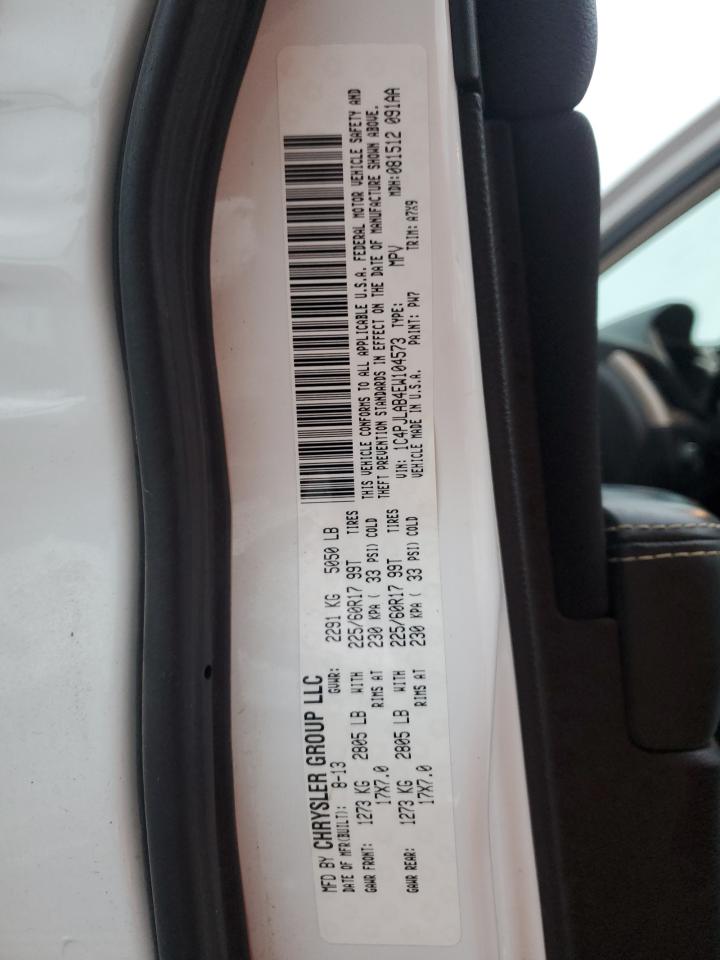 MFD BY CHRYSLER GROUP LLC
DATE OF MFR(BUILT): 8-13 GVWR: 2291 KG 5050 LB
GAWR FRONT: 1273 KG 2805 LB WITH 225/60R17 99T TIRES
17X7.0 RIMS AT 230 KPA ( 33 PSI) COLD
GAWR REAR: 1273 KG 2805 LB WITH 225/60R17 99T TIRES
17X7.0 RIMS AT 230 KPA ( 33 PSI) COLD
THIS VEHICLE CONFORMS TO ALL APPLICABLE U.S.A. FEDERAL MOTOR VEHICLE SAFETY AND
THEFT PREVENTION STANDARDS IN EFFECT ON THE DATE OF MANUFACTURE SHOWN ABOVE.
VIN: 1C4PJLAB4EW104573 TYPE: MPV MDH:081512 091AA
VEHICLE MADE IN U.S.A. PAINT: PW7 TRIM: A7X9